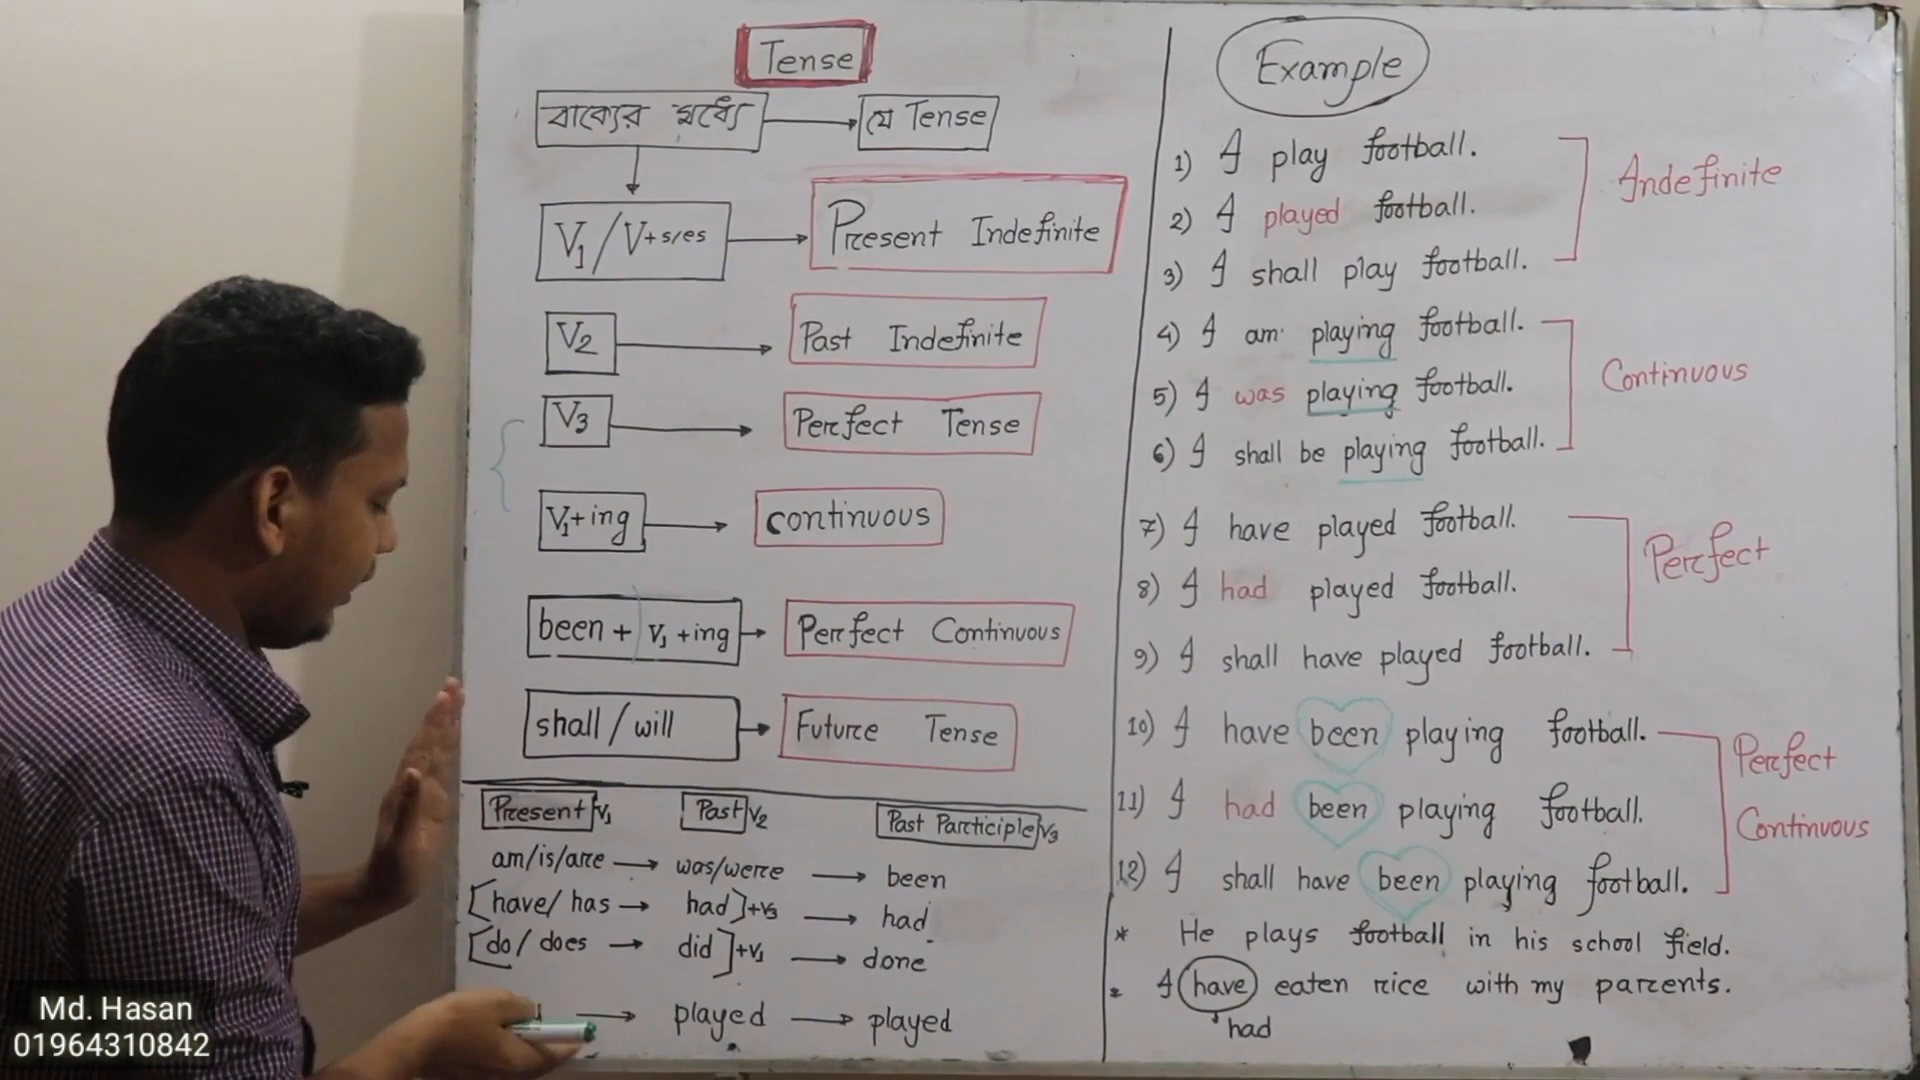 Tense
বাক্যের মধ্যে → যে Tense
V1/V+s/es → Present Indefinite
V2 → Past Indefinite
V3 → Perfect Tense
V1+ing → continuous
been + V1 +ing → Perfect Continuous
shall / will → Future Tense
Present V1 Past V2 Past Participle V3
am/is/are → was/were → been
[have/ has → had]+V3 → had
[do/ does → did]+V1 → done
→ played → played
Example
1) I play football.
2) I played football.
3) I shall play football.
Indefinite
4) I am playing football.
5) I was playing football.
6) I shall be playing football.
Continuous
7) I have played football.
8) I had played football.
9) I shall have played football.
Perfect
10) I have been playing football.
11) I had been playing football.
12) I shall have been playing football.
Perfect
Continuous
* He plays football in his school field.
* I have eaten rice with my parents.
had
Md. Hasan
01964310842